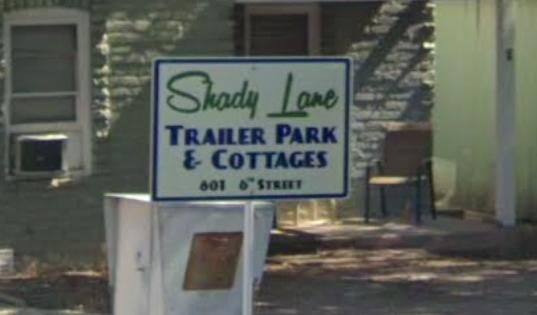 Shady Lane
TRAILER PARK
& COTTAGES
601 6TH STREET